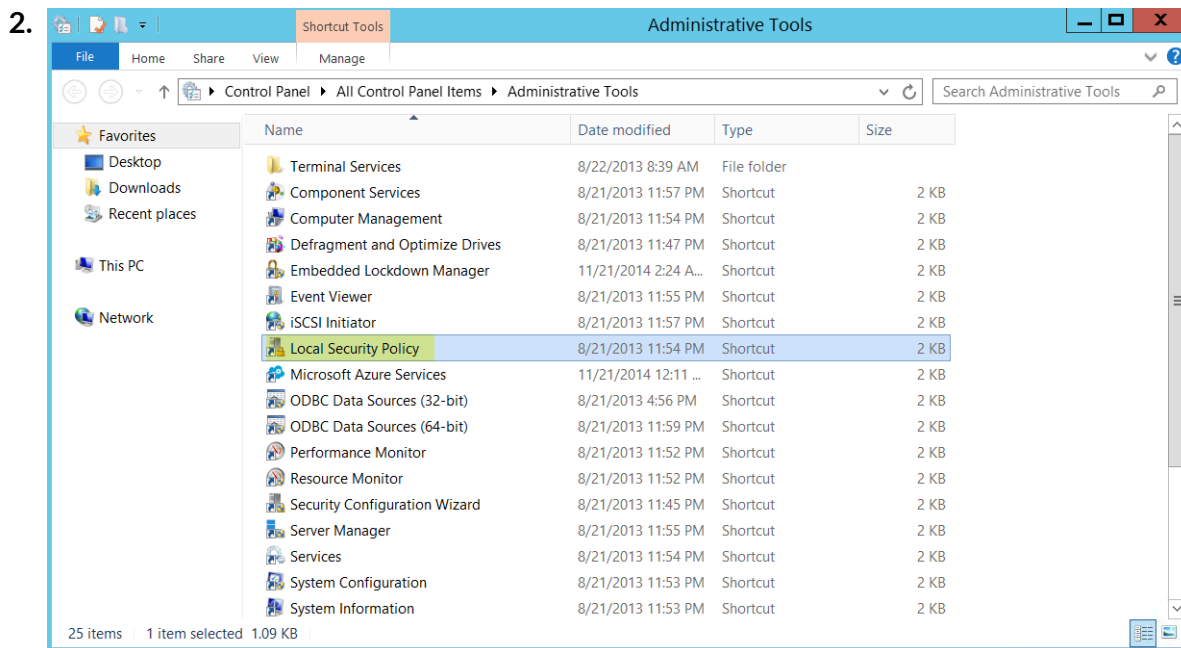 2.
Shortcut Tools Administrative Tools
File Home Share View Manage
Control Panel All Control Panel Items Administrative Tools Search Administrative Tools
Favorites
Desktop
Downloads
Recent places
This PC
Network
Name Date modified Type Size
Terminal Services 8/22/2013 8:39 AM File folder
Component Services 8/21/2013 11:57 PM Shortcut 2 KB
Computer Management 8/21/2013 11:54 PM Shortcut 2 KB
Defragment and Optimize Drives 8/21/2013 11:47 PM Shortcut 2 KB
Embedded Lockdown Manager 11/21/2014 2:24 A... Shortcut 2 KB
Event Viewer 8/21/2013 11:55 PM Shortcut 2 KB
iSCSI Initiator 8/21/2013 11:57 PM Shortcut 2 KB
Local Security Policy 8/21/2013 11:54 PM Shortcut 2 KB
Microsoft Azure Services 11/21/2014 12:11 ... Shortcut 2 KB
ODBC Data Sources (32-bit) 8/21/2013 4:56 PM Shortcut 2 KB
ODBC Data Sources (64-bit) 8/21/2013 11:59 PM Shortcut 2 KB
Performance Monitor 8/21/2013 11:52 PM Shortcut 2 KB
Resource Monitor 8/21/2013 11:52 PM Shortcut 2 KB
Security Configuration Wizard 8/21/2013 11:45 PM Shortcut 2 KB
Server Manager 8/21/2013 11:55 PM Shortcut 2 KB
Services 8/21/2013 11:54 PM Shortcut 2 KB
System Configuration 8/21/2013 11:53 PM Shortcut 2 KB
System Information 8/21/2013 11:53 PM Shortcut 2 KB
25 items 1 item selected 1.09 KB